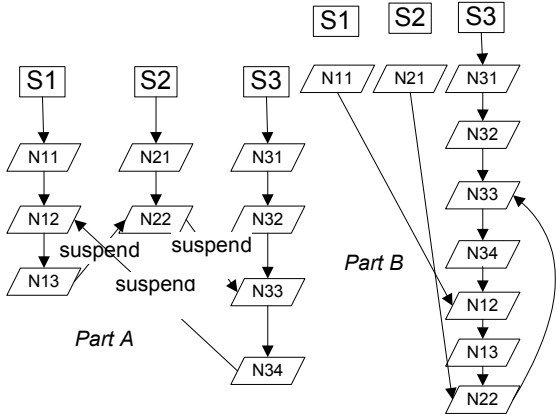 S1 S2 S3
S1 S2 S3
N11 N21 N31
N32
N11 N21 N31
N33
N12 N22 N32
suspend suspend
N34
Part B
N13 N33
suspend
N12
Part A
N13
N34
N22